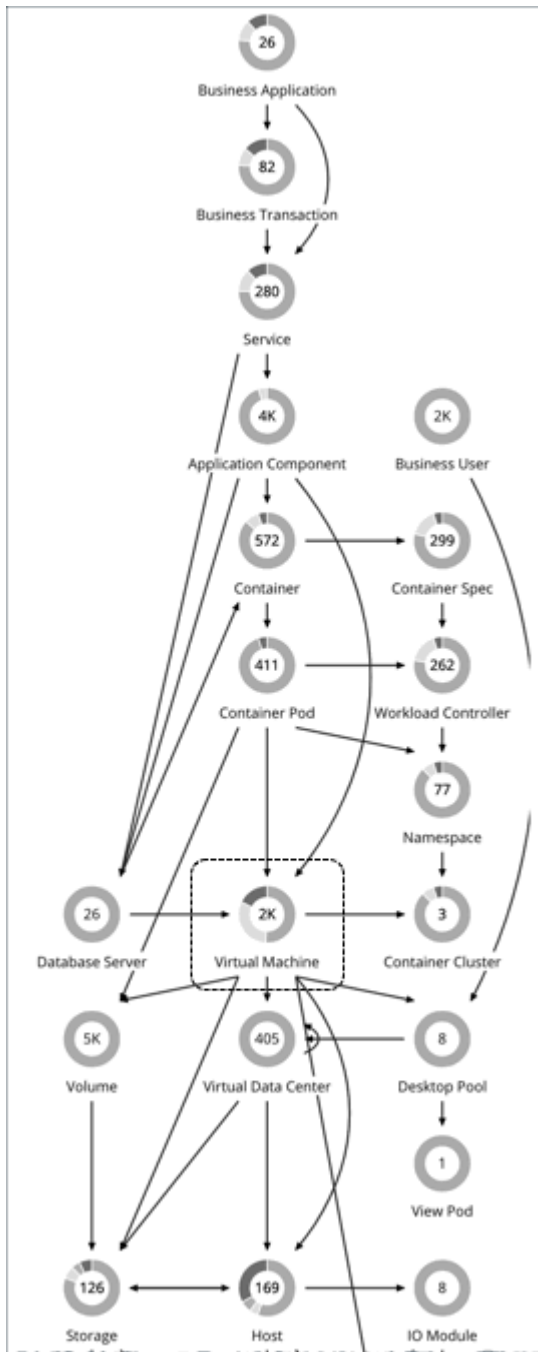 26
Business Application
82
Business Transaction
280
Service
4K 2K
Application Component Business User
572 299
Container Container Spec
411 262
Container Pod Workload Controller
77
Namespace
26 2K 3
Database Server Virtual Machine Container Cluster
5K 405 8
Volume Virtual Data Center Desktop Pool
1
View Pod
126 169 8
Storage Host IO Module